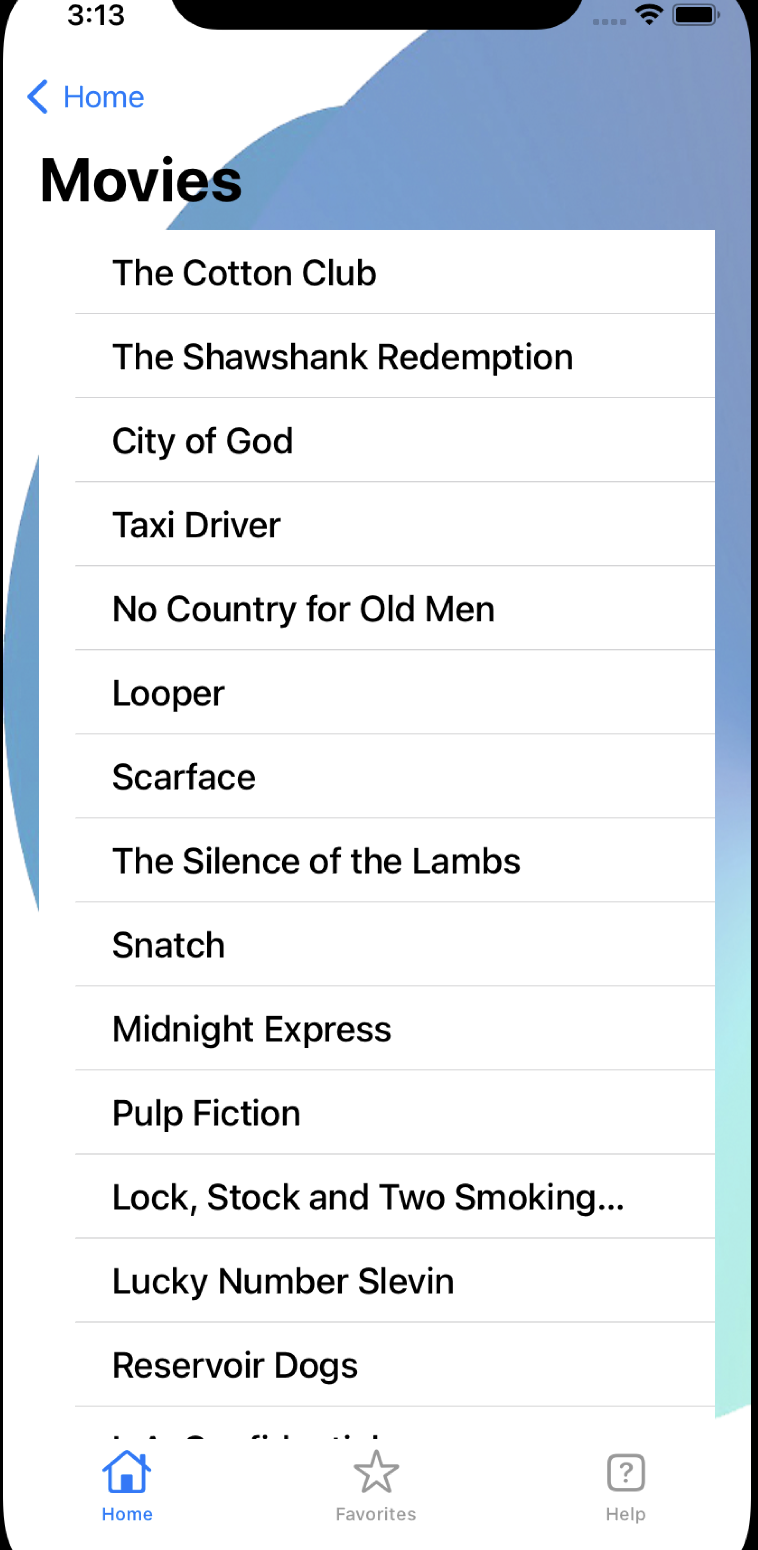 3:13
Home
Movies
The Cotton Club
The Shawshank Redemption
City of God
Taxi Driver
No Country for Old Men
Looper
Scarface
The Silence of the Lambs
Snatch
Midnight Express
Pulp Fiction
Lock, Stock and Two Smoking...
Lucky Number Slevin
Reservoir Dogs
Home
Favorites
Help